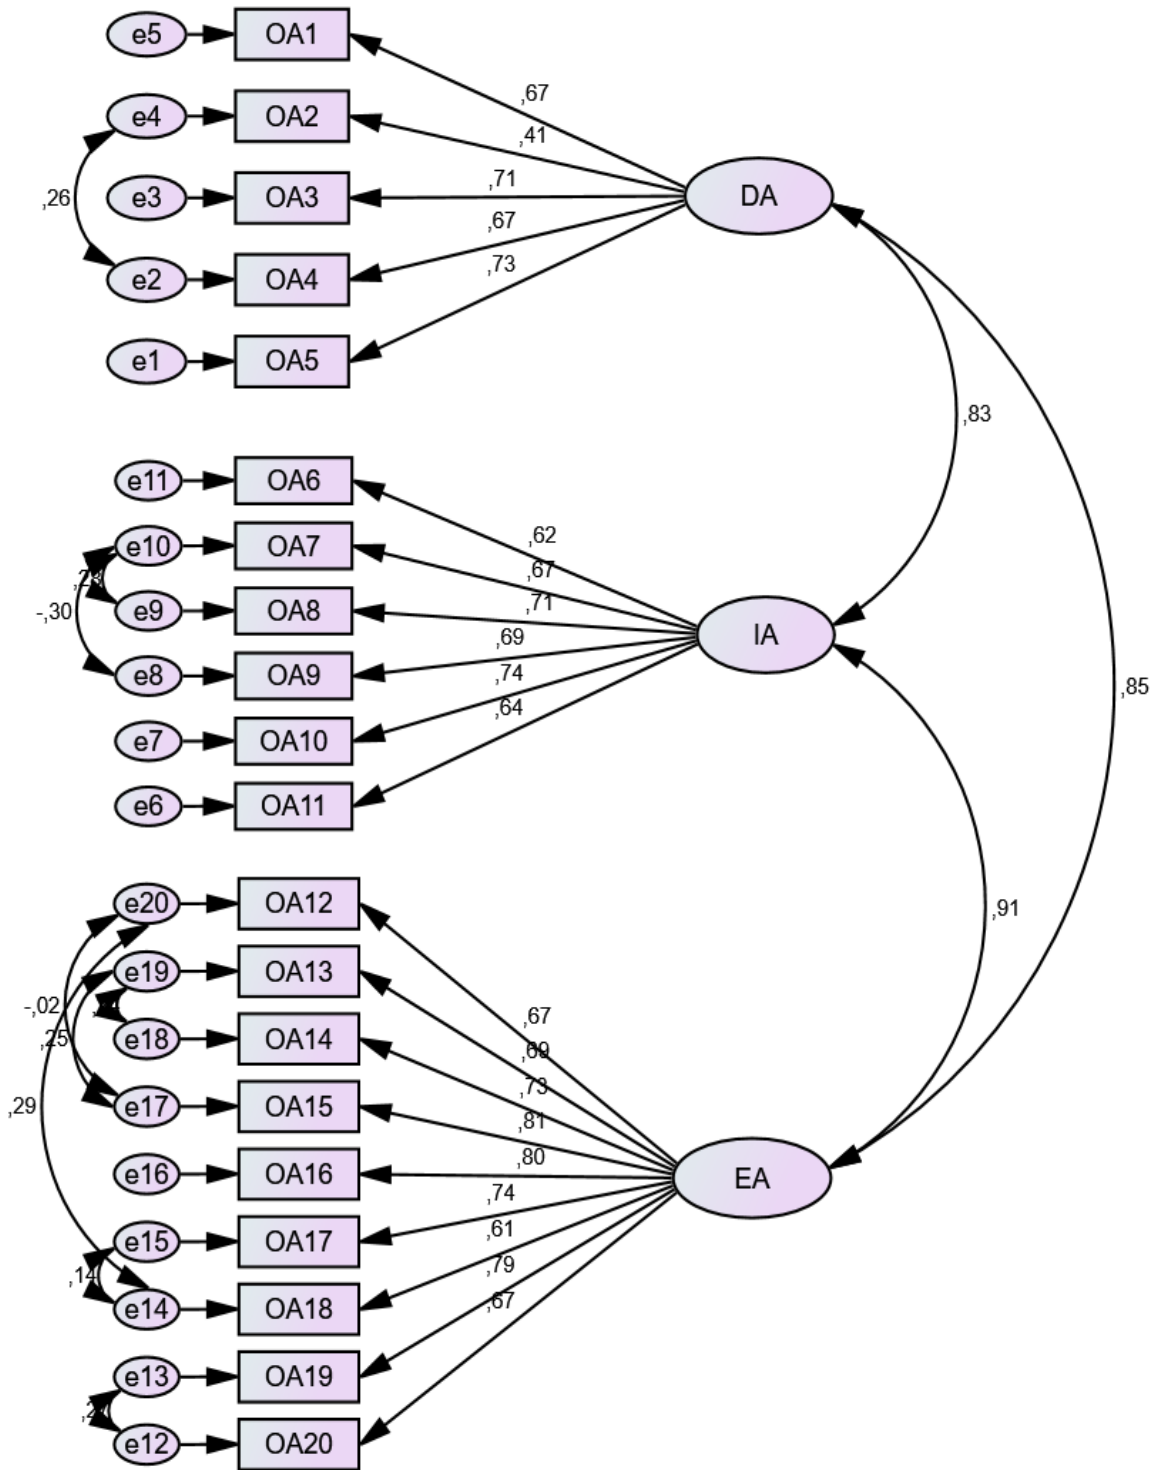 e5 OA1
,67
e4 OA2
,41
,26
e3 OA3
,71
DA
,67
e2 OA4
,73
e1 OA5
,83
e11 OA6
,62
e10 OA7
,67
-,30
e9 OA8
,71
IA
,69
e8 OA9
,74
,85
,64
e7 OA10
e6 OA11
e20 OA12
,91
e19 OA13
-,02
,67
,25
e18 OA14
,69
,73
,29
e17 OA15
,81
,80
e16 OA16
EA
,74
e15 OA17
,61
,14
,79
e14 OA18
,67
e13 OA19
e12 OA20